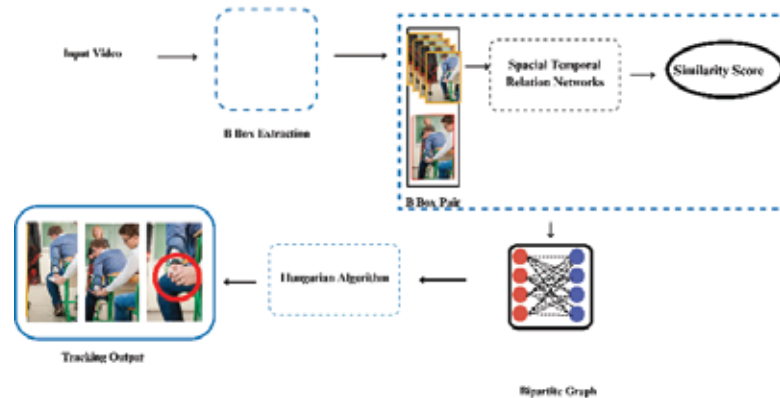 Input Video
B Box Extraction
Spacial Temporal
Relation Networks
Similarity Score
B Box Pair
Hungarian Algorithm
Tracking Output
Bipartite Graph